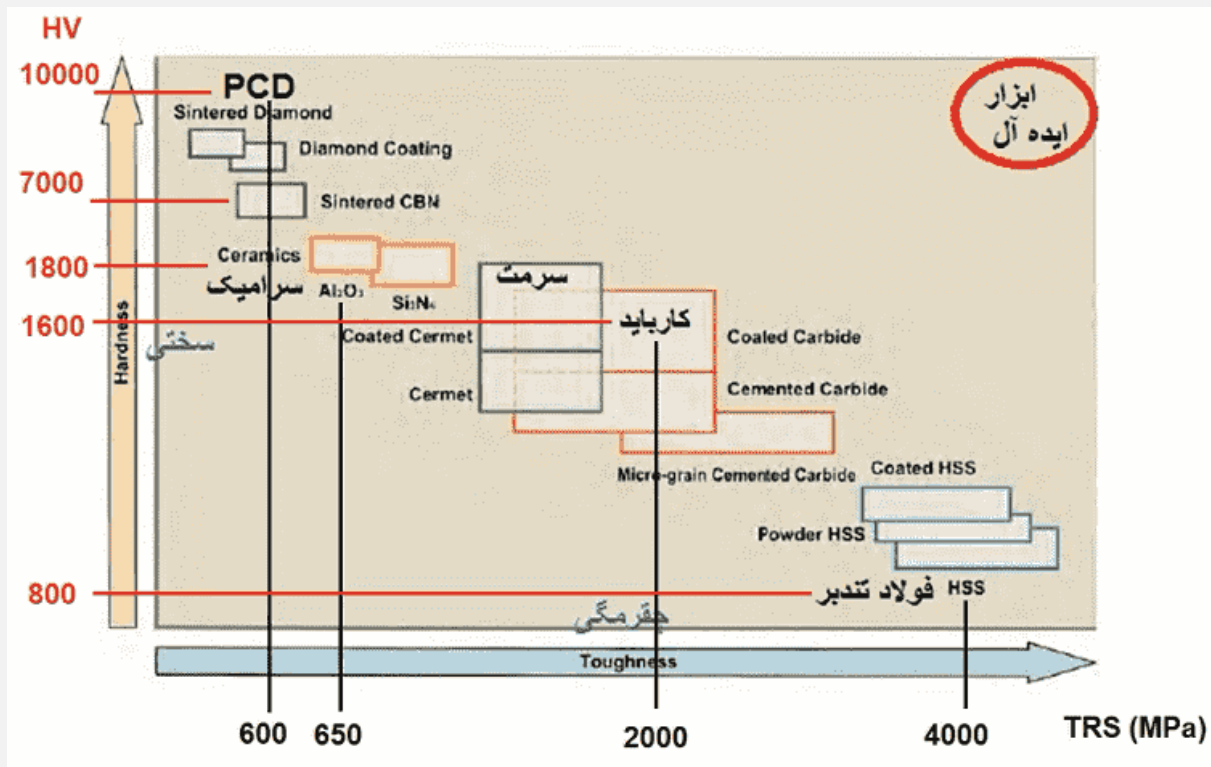 HV
10000
PCD
Sintered Diamond
ابزار
ایده آل
Diamond Coating
7000
Sintered CBN
Ceramics
1800
سرامیک
Al₂O₃
Si₃N₄
سرمت
1600
کارباید
Coated Cermet
Coaled Carbide
سختی
Hardness
Cermet
Cemented Carbide
Micro-grain Cemented Carbide
Coated HSS
Powder HSS
800
فولاد تندبر
HSS
چقرمگی
Toughness
600
650
2000
4000
TRS (MPa)